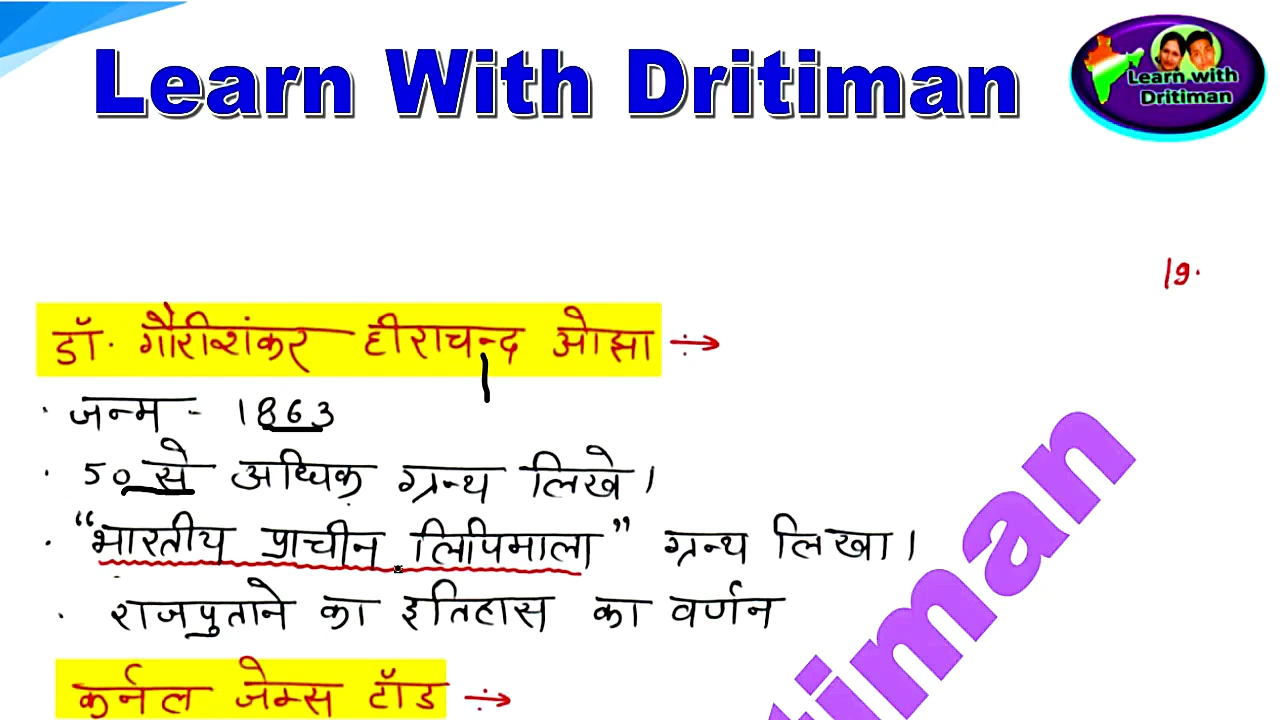 Learn With Dritiman
Learn with
Dritiman
19.
डॉ. गौरीशंकर हीराचन्द ओझा →
· जन्म - 1863
· 50 से अधिक ग्रन्थ लिखे।
· “भारतीय प्राचीन लिपिमाला” ग्रन्थ लिखा।
· राजपुताने का इतिहास का वर्णन
कर्नल जेम्स टॉड →